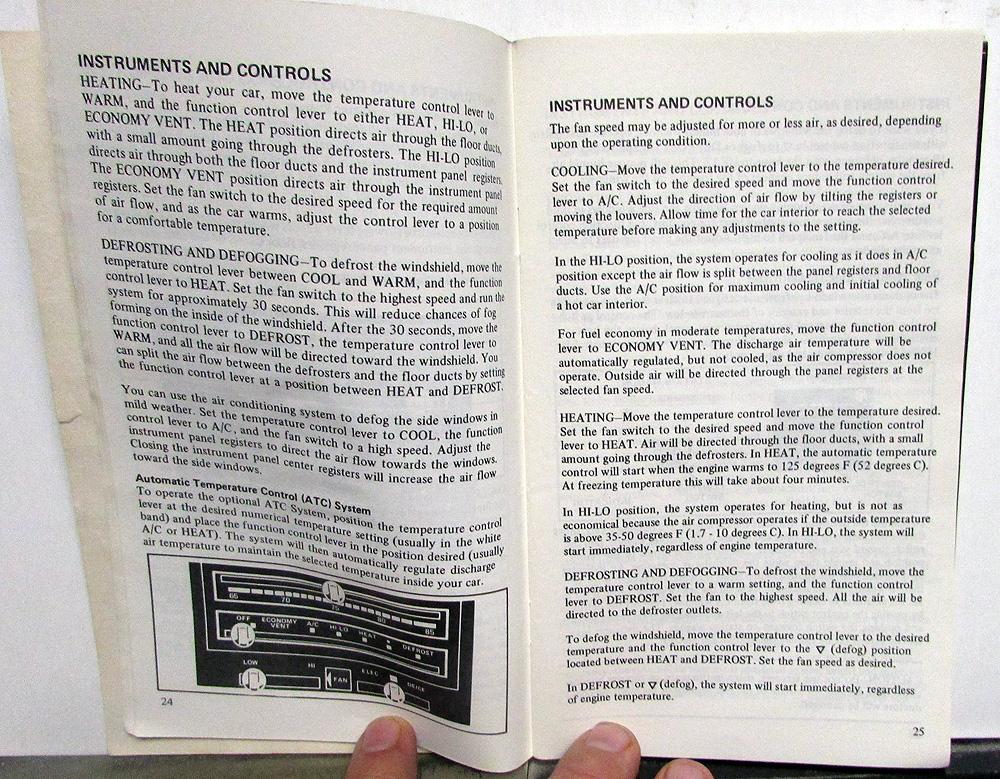 INSTRUMENTS AND CONTROLS
HEATING—To heat your car, move the temperature control lever to
WARM, and the function control lever to either HEAT, HI-LO, or
ECONOMY VENT. The HEAT position directs air through the floor ducts,
with a small amount going through the defrosters. The HI-LO position
directs air through both the floor ducts and the instrument panel registers.
The ECONOMY VENT position directs air through the instrument panel
registers. Set the fan switch to the desired speed for the required amount
of air flow, and as the car warms, adjust the control lever to a position
for a comfortable temperature.
DEFROSTING AND DEFOGGING—To defrost the windshield, move the
temperature control lever between COOL and WARM, and the function
control lever to HEAT. Set the fan switch to the highest speed and run the
system for approximately 30 seconds. This will reduce chances of fog
forming on the inside of the windshield. After the 30 seconds, move the
function control lever to DEFROST, the temperature control lever to
WARM, and all the air flow will be directed toward the windshield. You
can split the air flow between the defrosters and the floor ducts by setting
the function control lever at a position between HEAT and DEFROST.
You can use the air conditioning system to defog the side windows in
mild weather. Set the temperature control lever to COOL, the function
control lever to A/C, and the fan switch to a high speed. Adjust the
instrument panel registers to direct the air flow towards the windows.
Closing the instrument panel center registers will increase the air flow
toward the side windows.
Automatic Temperature Control (ATC) System
To operate the optional ATC System, position the temperature control
lever at the desired numerical temperature setting (usually in the white
band) and place the function control lever in the position desired (usually
A/C or HEAT). The system will then automatically regulate discharge
air temperature to maintain the selected temperature inside your car.
65 70 75 80 85
OFF ECONOMY VENT A/C HI-LO HEAT DEFROST
LOW HI FAN ELEC DEICE
24
INSTRUMENTS AND CONTROLS
The fan speed may be adjusted for more or less air, as desired, depending
upon the operating condition.
COOLING—Move the temperature control lever to the temperature desired.
Set the fan switch to the desired speed and move the function control
lever to A/C. Adjust the direction of air flow by tilting the registers or
moving the louvers. Allow time for the car interior to reach the selected
temperature before making any adjustments to the setting.
In the HI-LO position, the system operates for cooling as it does in A/C
position except the air flow is split between the panel registers and floor
ducts. Use the A/C position for maximum cooling and initial cooling of
a hot car interior.
For fuel economy in moderate temperatures, move the function control
lever to ECONOMY VENT. The discharge air temperature will be
automatically regulated, but not cooled, as the air compressor does not
operate. Outside air will be directed through the panel registers at the
selected fan speed.
HEATING—Move the temperature control lever to the temperature desired.
Set the fan switch to the desired speed and move the function control
lever to HEAT. Air will be directed through the floor ducts, with a small
amount going through the defrosters. In HEAT, the automatic temperature
control will start when the engine warms to 125 degrees F (52 degrees C).
At freezing temperature this will take about four minutes.
In HI-LO position, the system operates for heating, but is not as
economical because the air compressor operates if the outside temperature
is above 35-50 degrees F (1.7 - 10 degrees C). In HI-LO, the system will
start immediately, regardless of engine temperature.
DEFROSTING AND DEFOGGING—To defrost the windshield, move the
temperature control lever to a warm setting, and the function control
lever to DEFROST. Set the fan to the highest speed. All the air will be
directed to the defroster outlets.
To defog the windshield, move the temperature control lever to the desired
temperature and the function control lever to the ▽ (defog) position
located between HEAT and DEFROST. Set the fan speed as desired.
In DEFROST or ▽ (defog), the system will start immediately, regardless
of engine temperature.
25